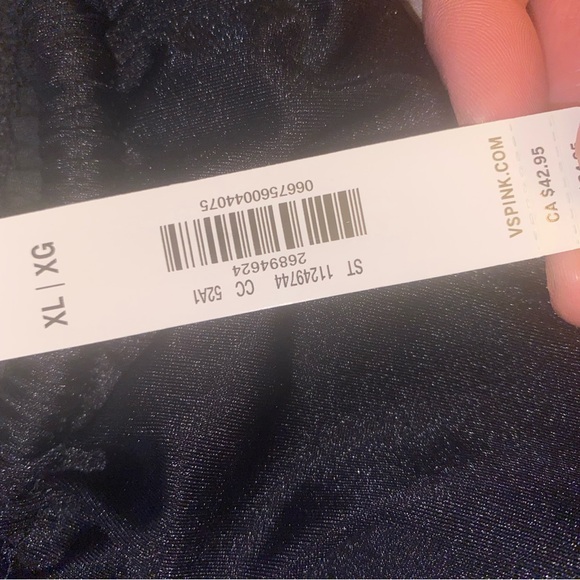 XL | XG
ST 11249744 CC 52A1
26894624
0667560044075
VSPINK.COM
CA $42.95